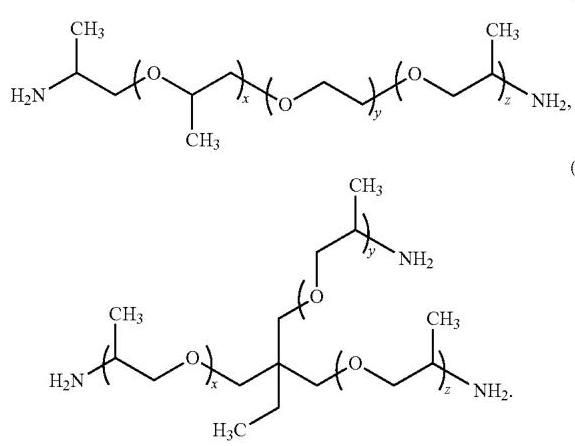 CH3 CH3
H2N O x O y O z NH2,
CH3
(
CH3
y NH2
O
CH3 CH3
H2N O x O z NH2.
H3C